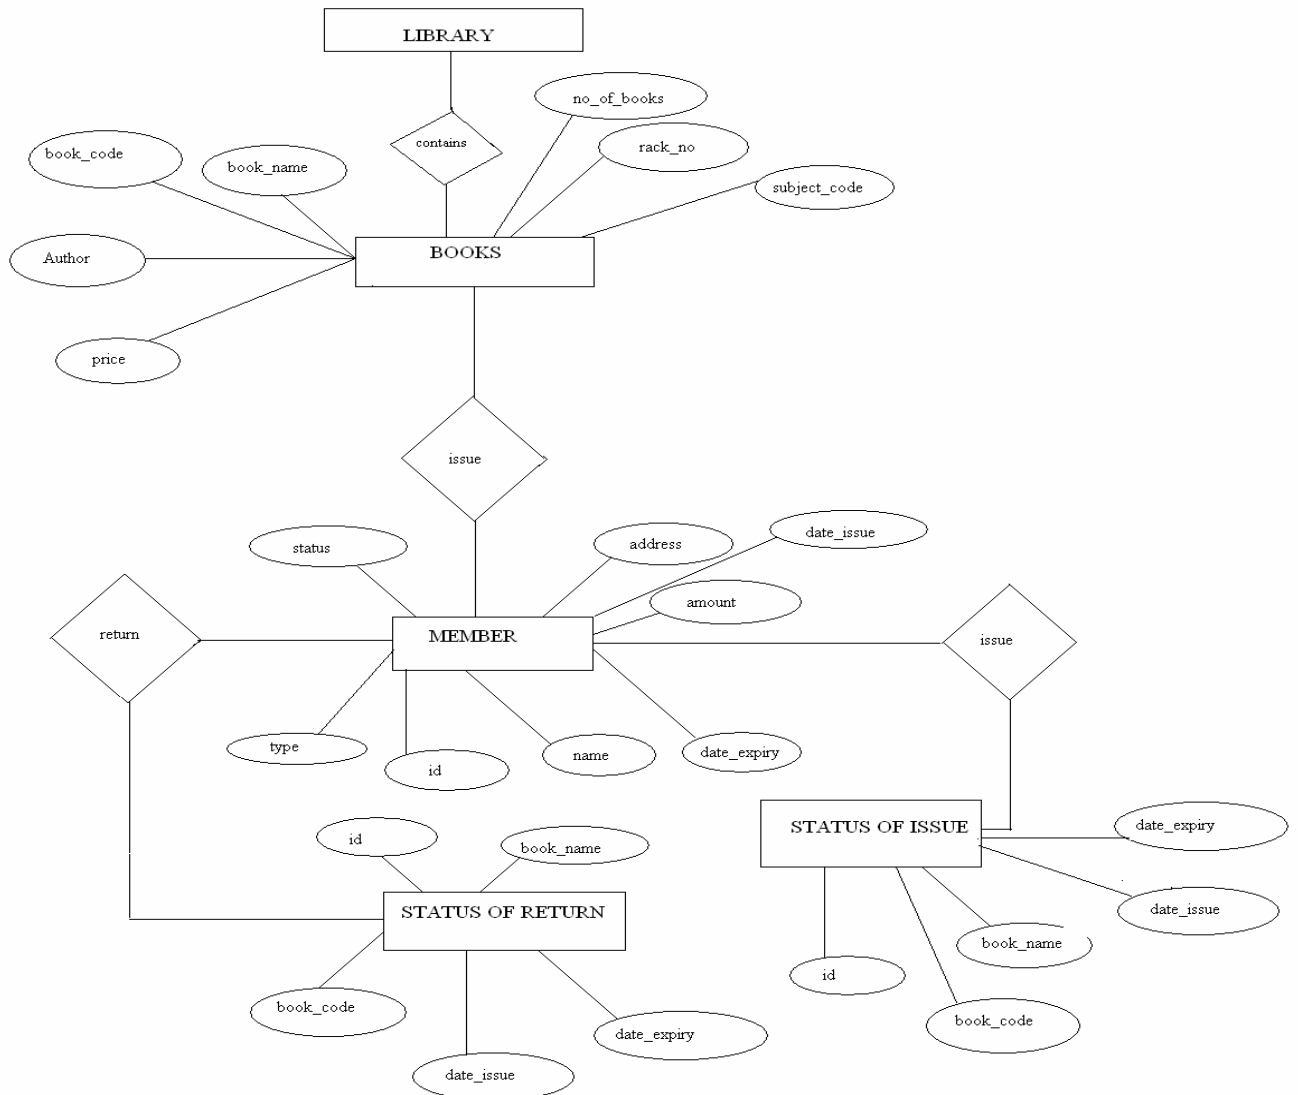 LIBRARY
no_of_books
contains
rack_no
book_code
book_name
subject_code
BOOKS
Author
price
issue
status
address
date_issue
amount
return
MEMBER
issue
type
id
name
date_expiry
id
book_name
STATUS OF ISSUE
date_expiry
STATUS OF RETURN
date_issue
book_name
id
book_code
book_code
date_expiry
date_issue